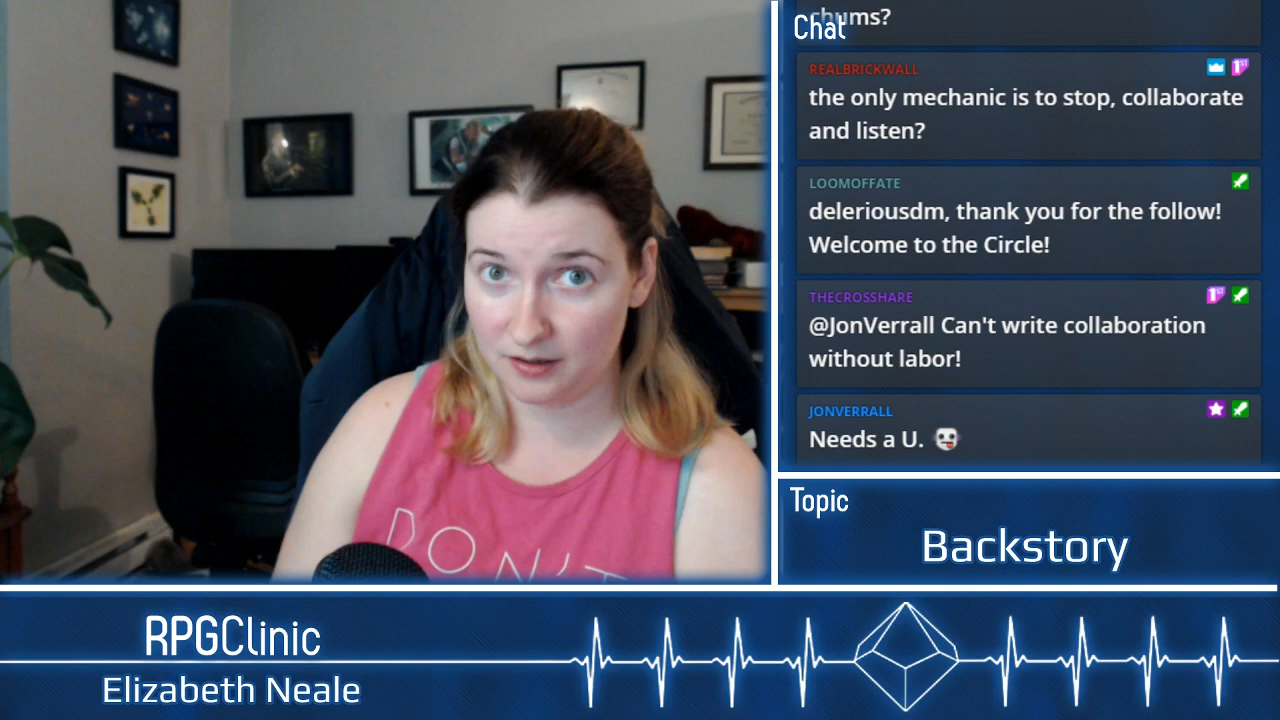 chums?
Chat
REALBRICKWALL
the only mechanic is to stop, collaborate
and listen?
LOOMOFFATE
deleriousdm, thank you for the follow!
Welcome to the Circle!
THECROSSHARE
@JonVerrall Can't write collaboration
without labor!
JONVERRALL
Needs a U.
DON'T
Topic
Backstory
RPGClinic
Elizabeth Neale